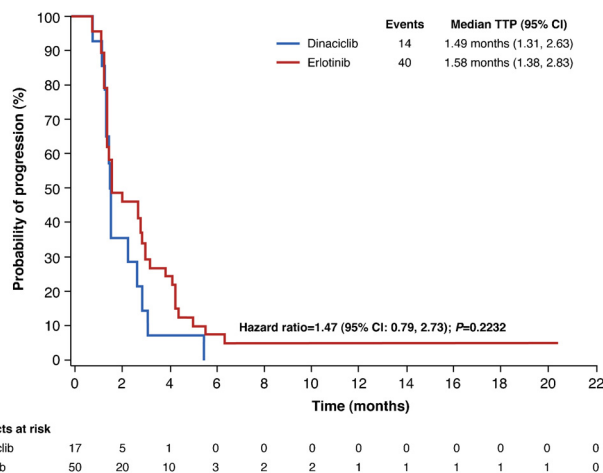 Events Median TTP (95% CI)
Dinaciclib 14 1.49 months (1.31, 2.63)
Erlotinib 40 1.58 months (1.38, 2.83)
Probability of progression (%)
100
90
80
70
60
50
40
30
20
10
0
Hazard ratio=1.47 (95% CI: 0.79, 2.73); P=0.2232
0 2 4 6 8 10 12 14 16 18 20 22
Time (months)
cts at risk
clib 17 5 1 0 0 0 0 0 0 0 0 0
b 50 20 10 3 2 2 1 1 1 1 1 0